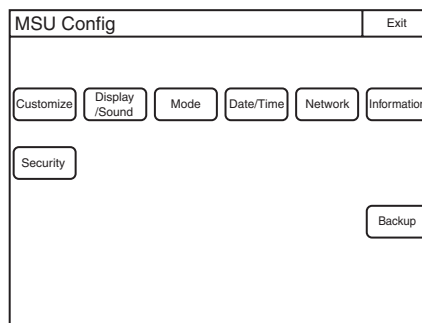 MSU Config Exit
Customize Display /Sound Mode Date/Time Network Information
Security
Backup